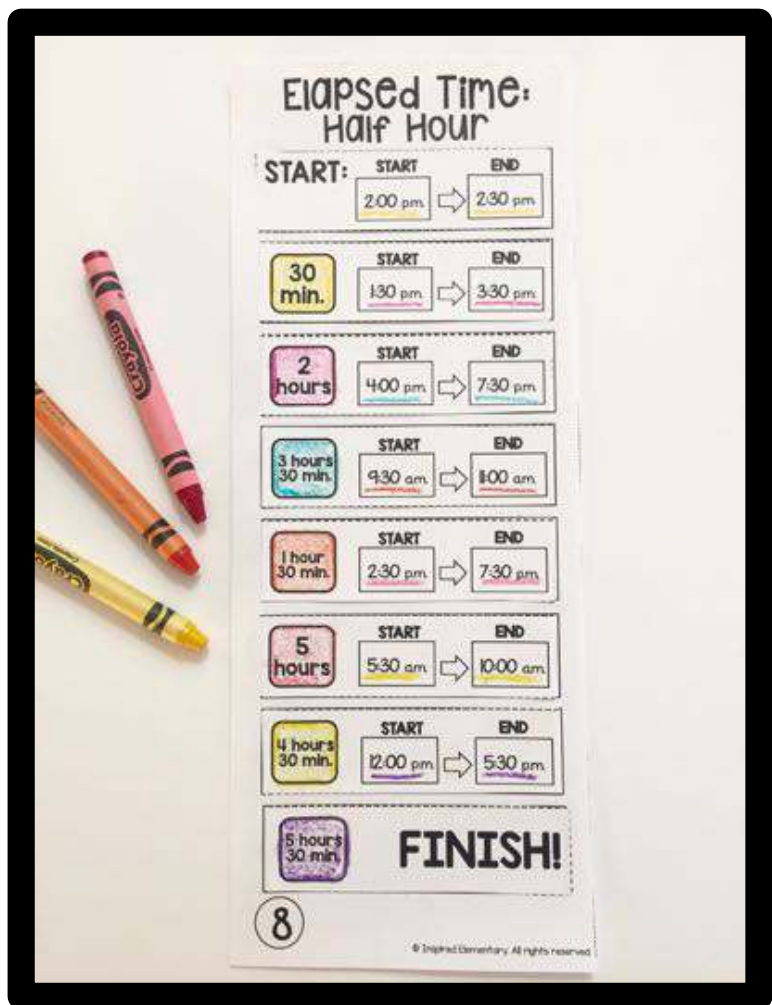 Elapsed Time:
Half Hour
START: START END
2:00 pm 2:30 pm
START END
30 min. 1:30 pm 3:30 pm
START END
2 hours 4:00 pm 7:30 pm
START END
3 hours 30 min. 9:30 am 11:00 am
START END
1 hour 30 min. 2:30 pm 7:30 pm
START END
5 hours 5:30 am 10:00 am
START END
4 hours 30 min. 12:00 pm 5:30 pm
5 hours 30 min. FINISH!
8
© Inspired Elementary All rights reserved
Crayola
Crayola